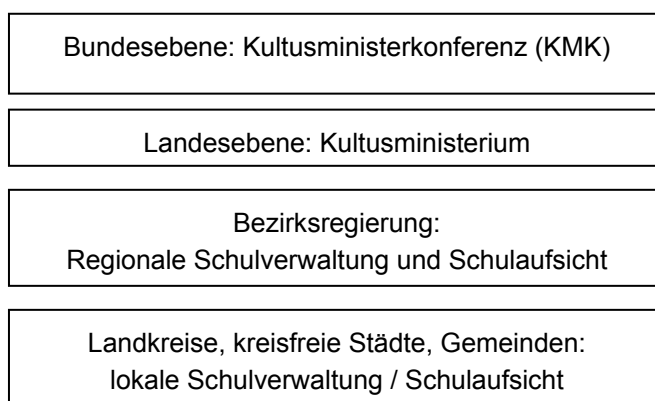 Bundesebene: Kultusministerkonferenz (KMK)
Landesebene: Kultusministerium
Bezirksregierung:
Regionale Schulverwaltung und Schulaufsicht
Landkreise, kreisfreie Städte, Gemeinden:
lokale Schulverwaltung / Schulaufsicht